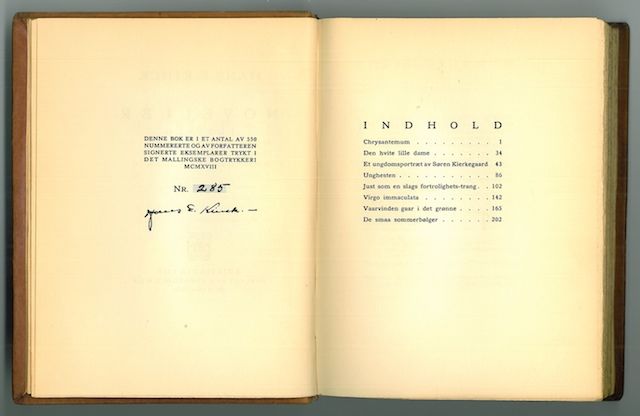 DENNE BOK ER I ET ANTAL AV 550
NUMMERERTE OG AV FORFATTEREN
SIGNERTE EKSEMPLARER TRYKT I
DET MALLINGSKE BOGTRYKKERI
MCMXVIII
NR. 285
Hans E. Kinck.
INDHOLD
Chrysantemum . . . . . . . . . 1
Den hvite lille dame . . . . . . . 34
Et ungdomsportræt av Søren Kierkegaard 43
Unghesten . . . . . . . . . . 86
Just som en slags fortrolighets-trang . 102
Virgo immaculata . . . . . . . . 142
Vaarvinden gaar i det grønne . . . . 165
De smaa sommerbølger . . . . . . 202